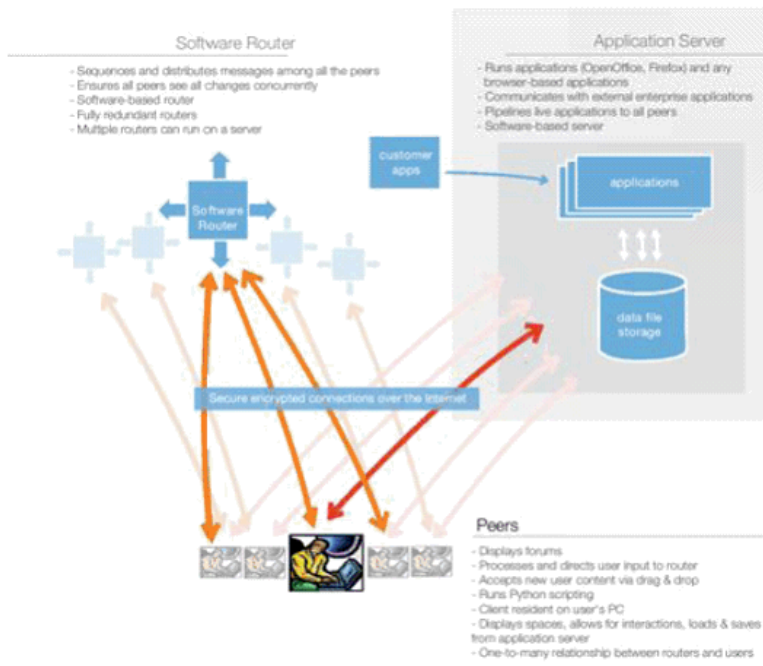 Software Router
- Sequences and distributes messages among all the peers
- Ensures all peers see all changes concurrently
- Software-based router
- Fully redundant routers
- Multiple routers can run on a server
Application Server
- Runs applications (OpenOffice, Firefox) and any
browser-based applications
- Communicates with external enterprise applications
- Pipelines live applications to all peers
- Software-based server
customer
apps
applications
Software
Router
data file
storage
Secure encrypted connections over the Internet
Peers
- Displays forums
- Processes and directs user input to router
- Accepts new user content via drag & drop
- Runs Python scripting
- Client resident on user's PC
- Displays spaces, allows for interactions, loads & saves
from application server
- One-to-many relationship between routers and users